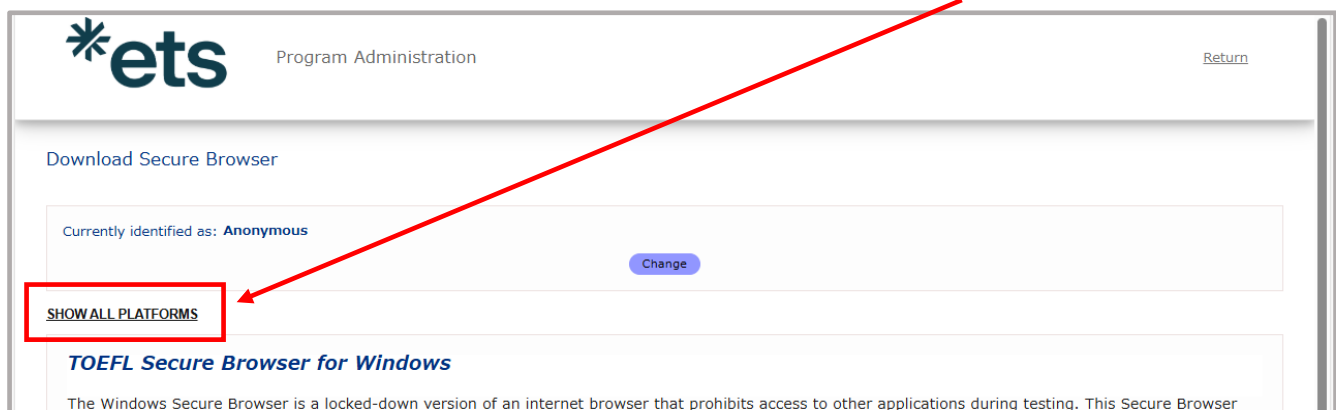 ets
Program Administration
Return
Download Secure Browser
Currently identified as: Anonymous
Change
SHOW ALL PLATFORMS
TOEFL Secure Browser for Windows
The Windows Secure Browser is a locked-down version of an internet browser that prohibits access to other applications during testing. This Secure Browser